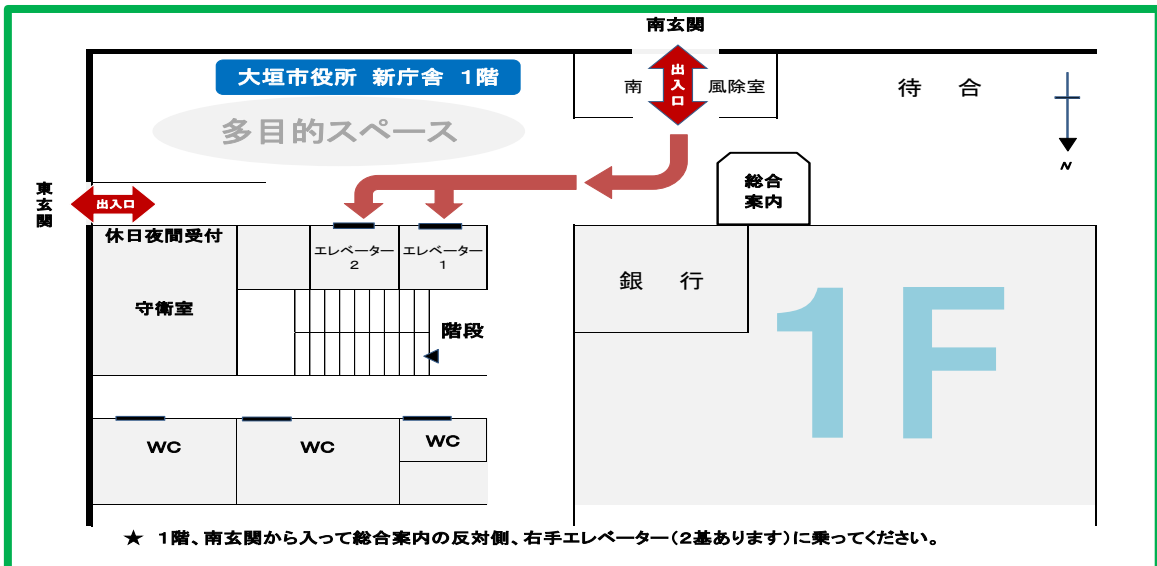 南玄関
大垣市役所 新庁舎 1階
南
出入口
風除室
待 合
多目的スペース
N
東玄関
出入口
総合
案内
休日夜間受付
エレベーター
2
エレベーター
1
銀 行
守衛室
1F
階段
WC
WC
WC
★ 1階、南玄関から入って総合案内の反対側、右手エレベーター(2基あります)に乗ってください。